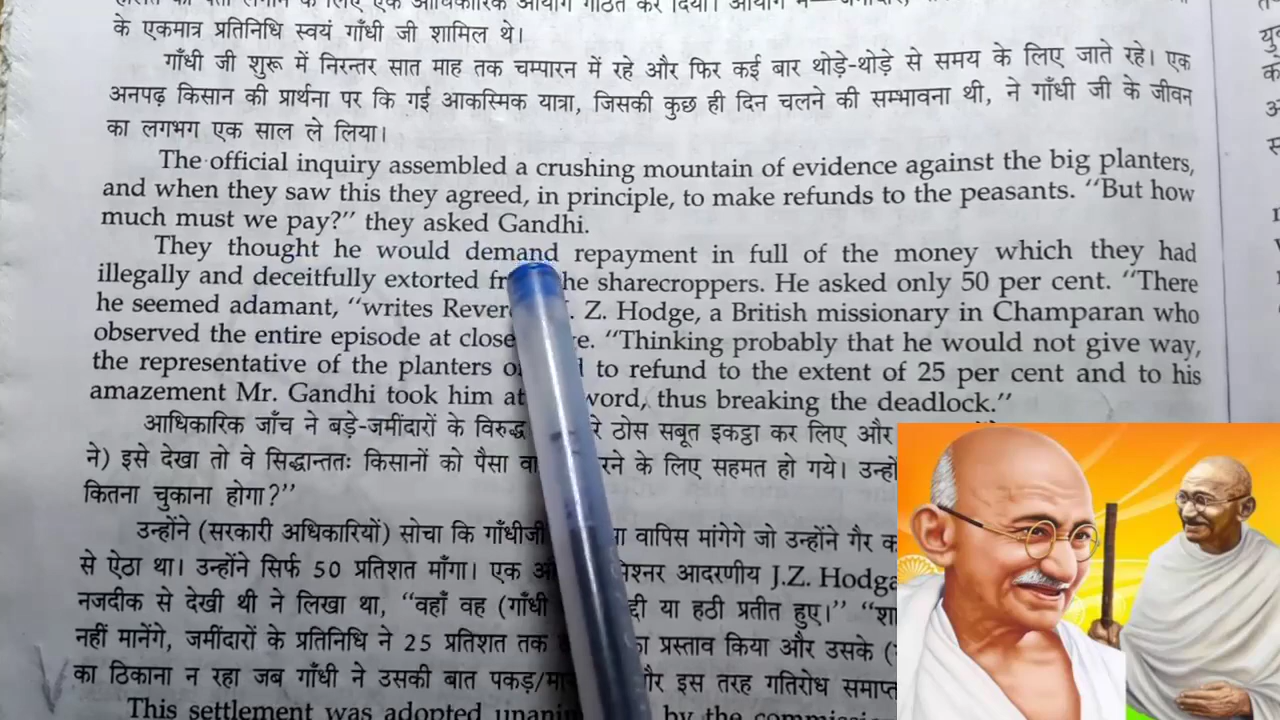 के एकमात्र प्रतिनिधि स्वयं गाँधी जी शामिल थे।
गाँधी जी शुरू में निरन्तर सात माह तक चम्पारन में रहे और फिर कई बार थोड़े-थोड़े से समय के लिए जाते रहे। एक
अनपढ़ किसान की प्रार्थना पर कि गई आकस्मिक यात्रा, जिसकी कुछ ही दिन चलने की सम्भावना थी, ने गाँधी जी के जीवन
का लगभग एक साल ले लिया।
The official inquiry assembled a crushing mountain of evidence against the big planters,
and when they saw this they agreed, in principle, to make refunds to the peasants. “But how
much must we pay?” they asked Gandhi.
They thought he would demand repayment in full of the money which they had
illegally and deceitfully extorted he sharecroppers. He asked only 50 per cent. “There
he seemed adamant, “writes Z. Hodge, a British missionary in Champaran who
observed the entire episode at close “Thinking probably that he would not give way,
the representative of the planters to refund to the extent of 25 per cent and to his
amazement Mr. Gandhi took him at word, thus breaking the deadlock.”
आधिकारिक जाँच ने बड़े-जमींदारों के विरुद्ध ठोस सबूत इकट्ठा कर लिए और
ने) इसे देखा तो वे सिद्धान्ततः किसानों को पैसा के लिए सहमत हो गये।
कितना चुकाना होगा?”
उन्होंने (सरकारी अधिकारियों) सोचा कि गाँधीजी वापिस मांगेगे जो उन्होंने गैर
से ऐठा था। उन्होंने सिर्फ 50 प्रतिशत माँगा। एक आदरणीय J.Z. Hodga
नजदीक से देखी थी ने लिखा था, “वहाँ वह (गाँधी या हठी प्रतीत हुए।”
नहीं मानेंगे, जमींदारों के प्रतिनिधि ने 25 प्रतिशत तक प्रस्ताव किया और उसके
का ठिकाना न रहा जब गाँधी ने उसकी बात पकड़/ और इस तरह गतिरोध
This settlement was adopted by the